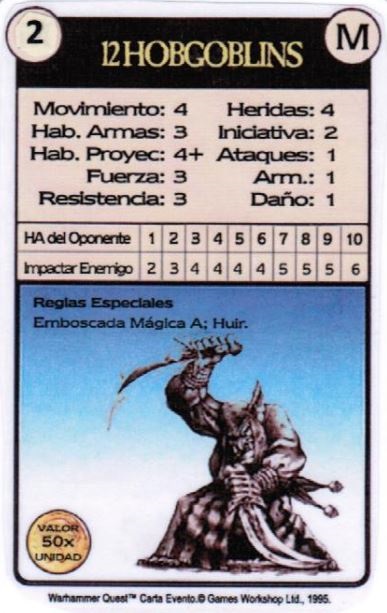 2
12 HOBGOBLINS
M
Movimiento: 4 Heridas: 4
Hab. Armas: 3 Iniciativa: 2
Hab. Proyec: 4+ Ataques: 1
Fuerza: 3 Arm.: 1
Resistencia: 3 Daño: 1
HA del Oponente 1 2 3 4 5 6 7 8 9 10
Impactar Enemigo 2 3 4 4 4 4 5 5 5 6
Reglas Especiales
Emboscada Mágica A; Huir.
VALOR
50x
UNIDAD
Warhammer Quest™ Carta Evento.© Games Workshop Ltd., 1995.